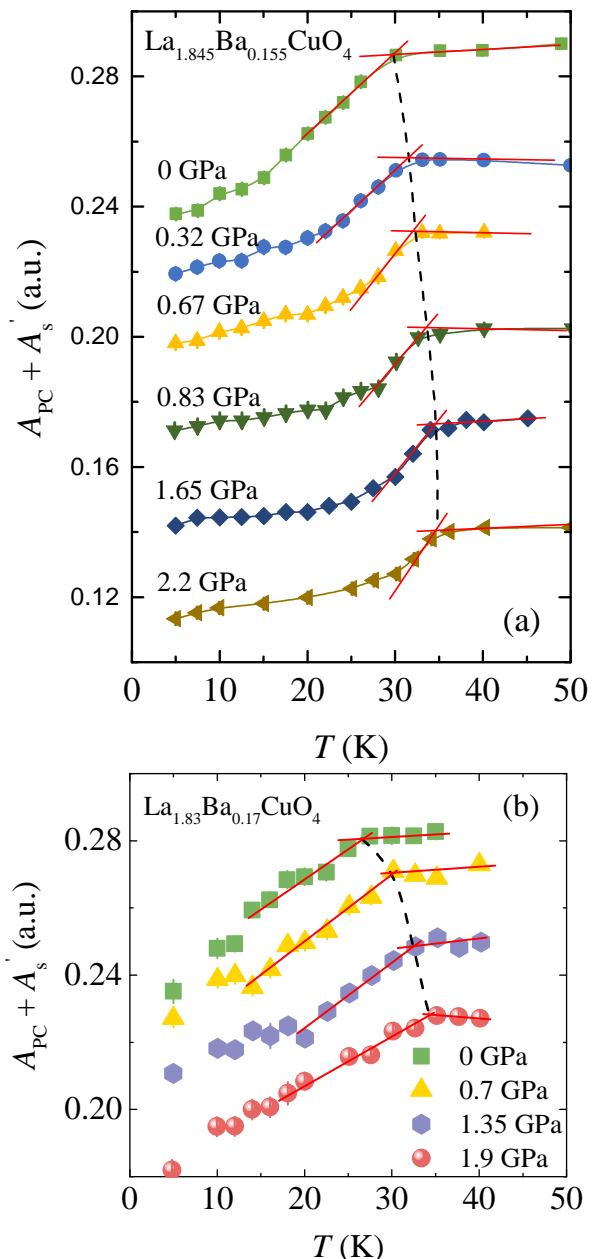 La1.845Ba0.155CuO4
0.28
0 GPa
0.24
0.32 GPa
0.67 GPa
0.20
0.83 GPa
0.16
1.65 GPa
2.2 GPa
0.12
(a)
APC + As' (a.u.)
0 10 20 30 40 50
T (K)
La1.83Ba0.17CuO4 (b)
0.28
0.24
0.20
APC + As' (a.u.)
0 GPa
0.7 GPa
1.35 GPa
1.9 GPa
0 10 20 30 40 50
T (K)